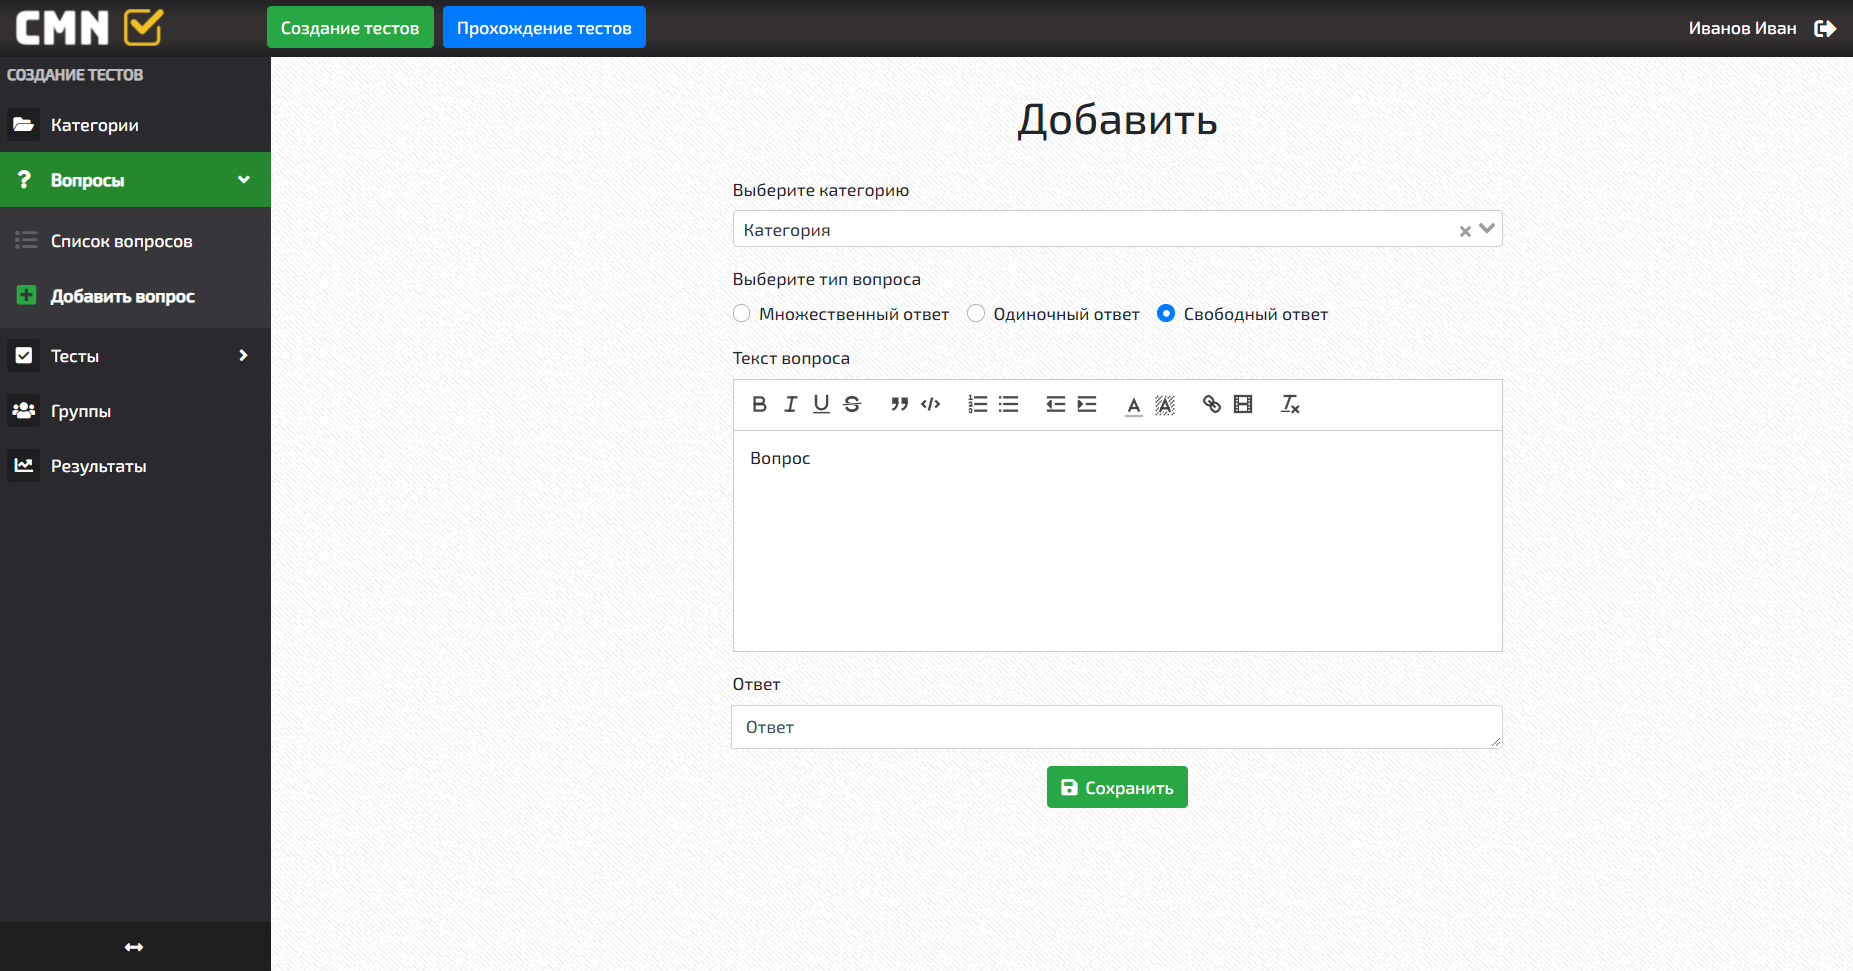 CMN
Создание тестов
Прохождение тестов
Иванов Иван
СОЗДАНИЕ ТЕСТОВ
Категории
Вопросы
Список вопросов
Добавить вопрос
Тесты
Группы
Результаты
Добавить
Выберите категорию
Категория
Выберите тип вопроса
Множественный ответ
Одиночный ответ
Свободный ответ
Текст вопроса
Вопрос
Ответ
Ответ
Сохранить